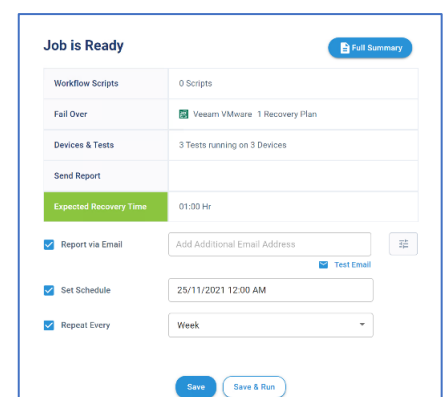 Job is Ready
Full Summary
Workflow Scripts 0 Scripts
Fail Over Veeam VMware 1 Recovery Plan
Devices & Tests 3 Tests running on 3 Devices
Send Report
Expected Recovery Time 01:00 Hr
Report via Email Add Additional Email Address
Test Email
Set Schedule 25/11/2021 12:00 AM
Repeat Every Week
Save Save & Run